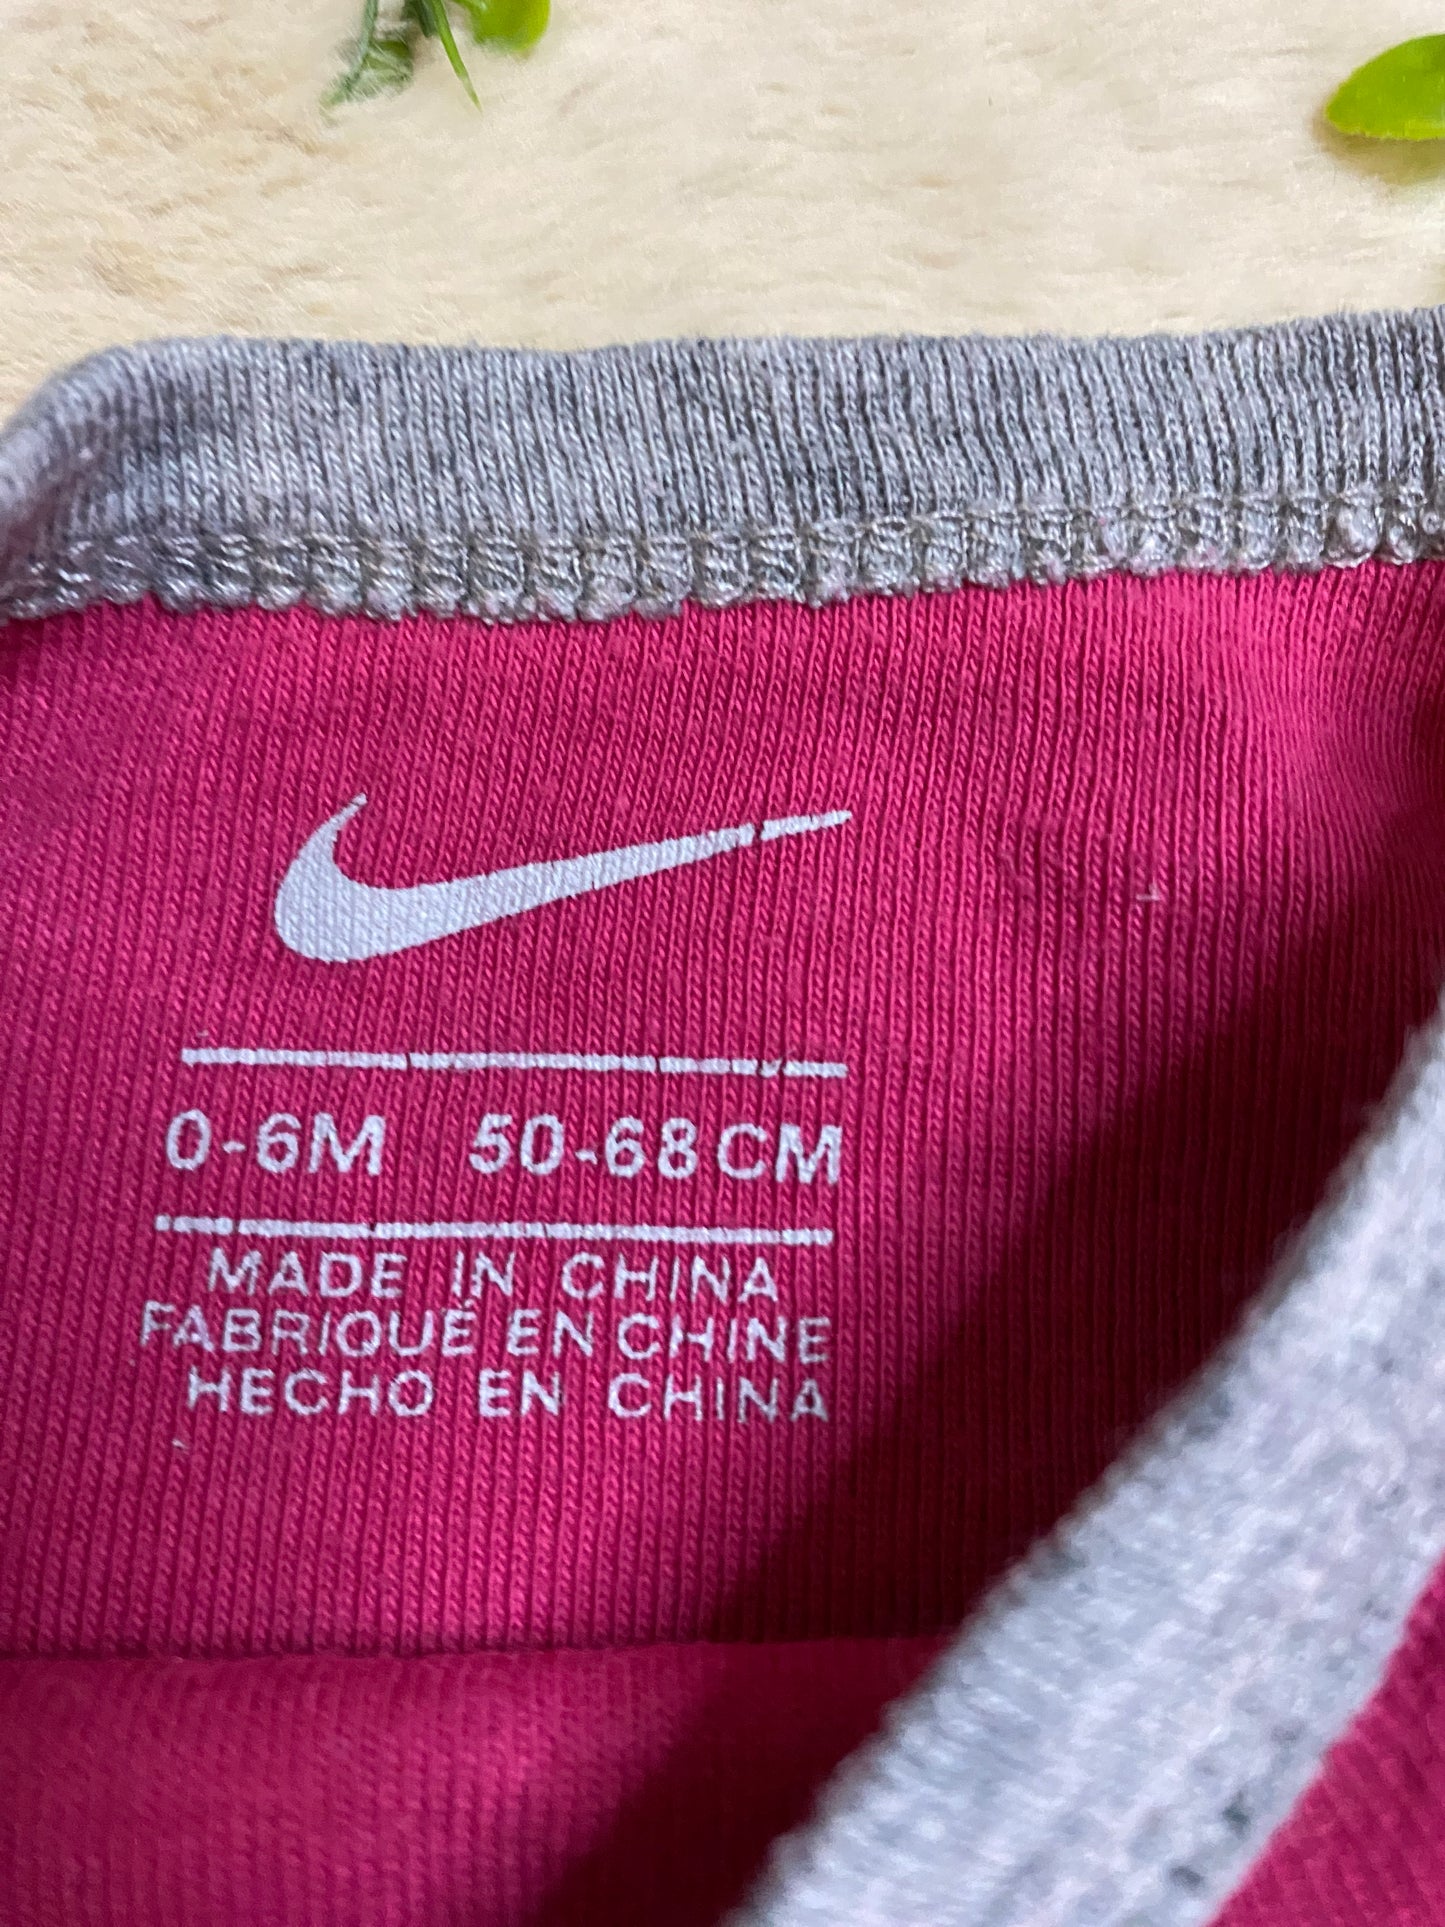 0-6M 50-68CM
MADE IN CHINA
FABRIQUÉ EN CHINE
HECHO EN CHINA